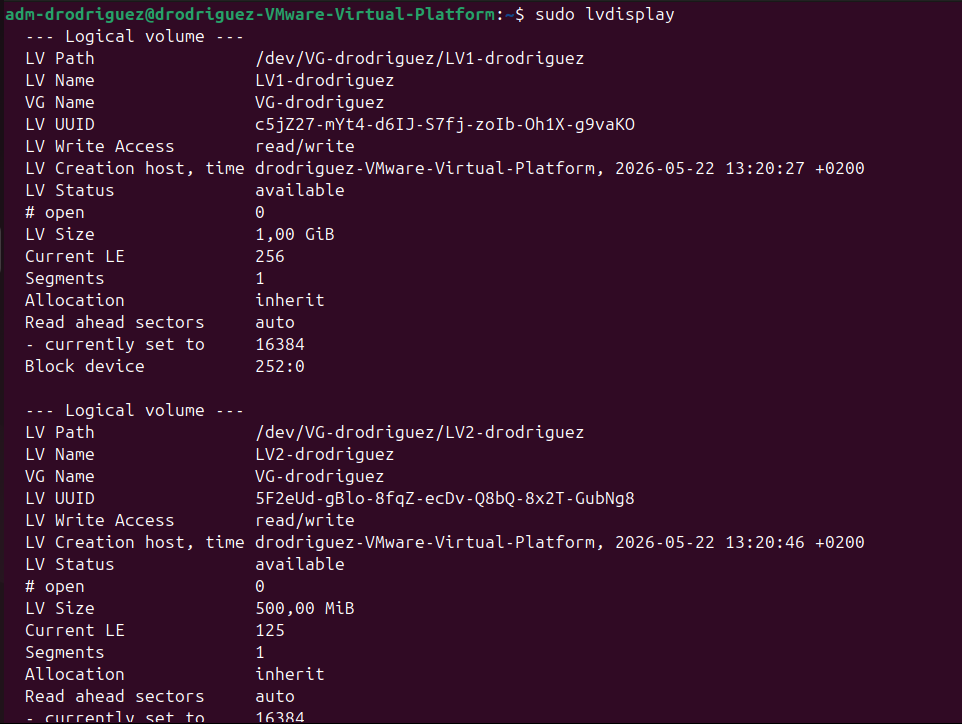 adm-drodriguez@drodriguez-VMware-Virtual-Platform:~$ sudo lvdisplay
--- Logical volume ---
LV Path /dev/VG-drodriguez/LV1-drodriguez
LV Name LV1-drodriguez
VG Name VG-drodriguez
LV UUID c5jZ27-mYt4-d6IJ-S7fj-zoIb-Oh1X-g9vaKO
LV Write Access read/write
LV Creation host, time drodriguez-VMware-Virtual-Platform, 2026-05-22 13:20:27 +0200
LV Status available
# open 0
LV Size 1,00 GiB
Current LE 256
Segments 1
Allocation inherit
Read ahead sectors auto
- currently set to 16384
Block device 252:0
--- Logical volume ---
LV Path /dev/VG-drodriguez/LV2-drodriguez
LV Name LV2-drodriguez
VG Name VG-drodriguez
LV UUID 5F2eUd-gBlo-8fqZ-ecDv-Q8bQ-8x2T-GubNg8
LV Write Access read/write
LV Creation host, time drodriguez-VMware-Virtual-Platform, 2026-05-22 13:20:46 +0200
LV Status available
# open 0
LV Size 500,00 MiB
Current LE 125
Segments 1
Allocation inherit
Read ahead sectors auto
- currently set to 16384